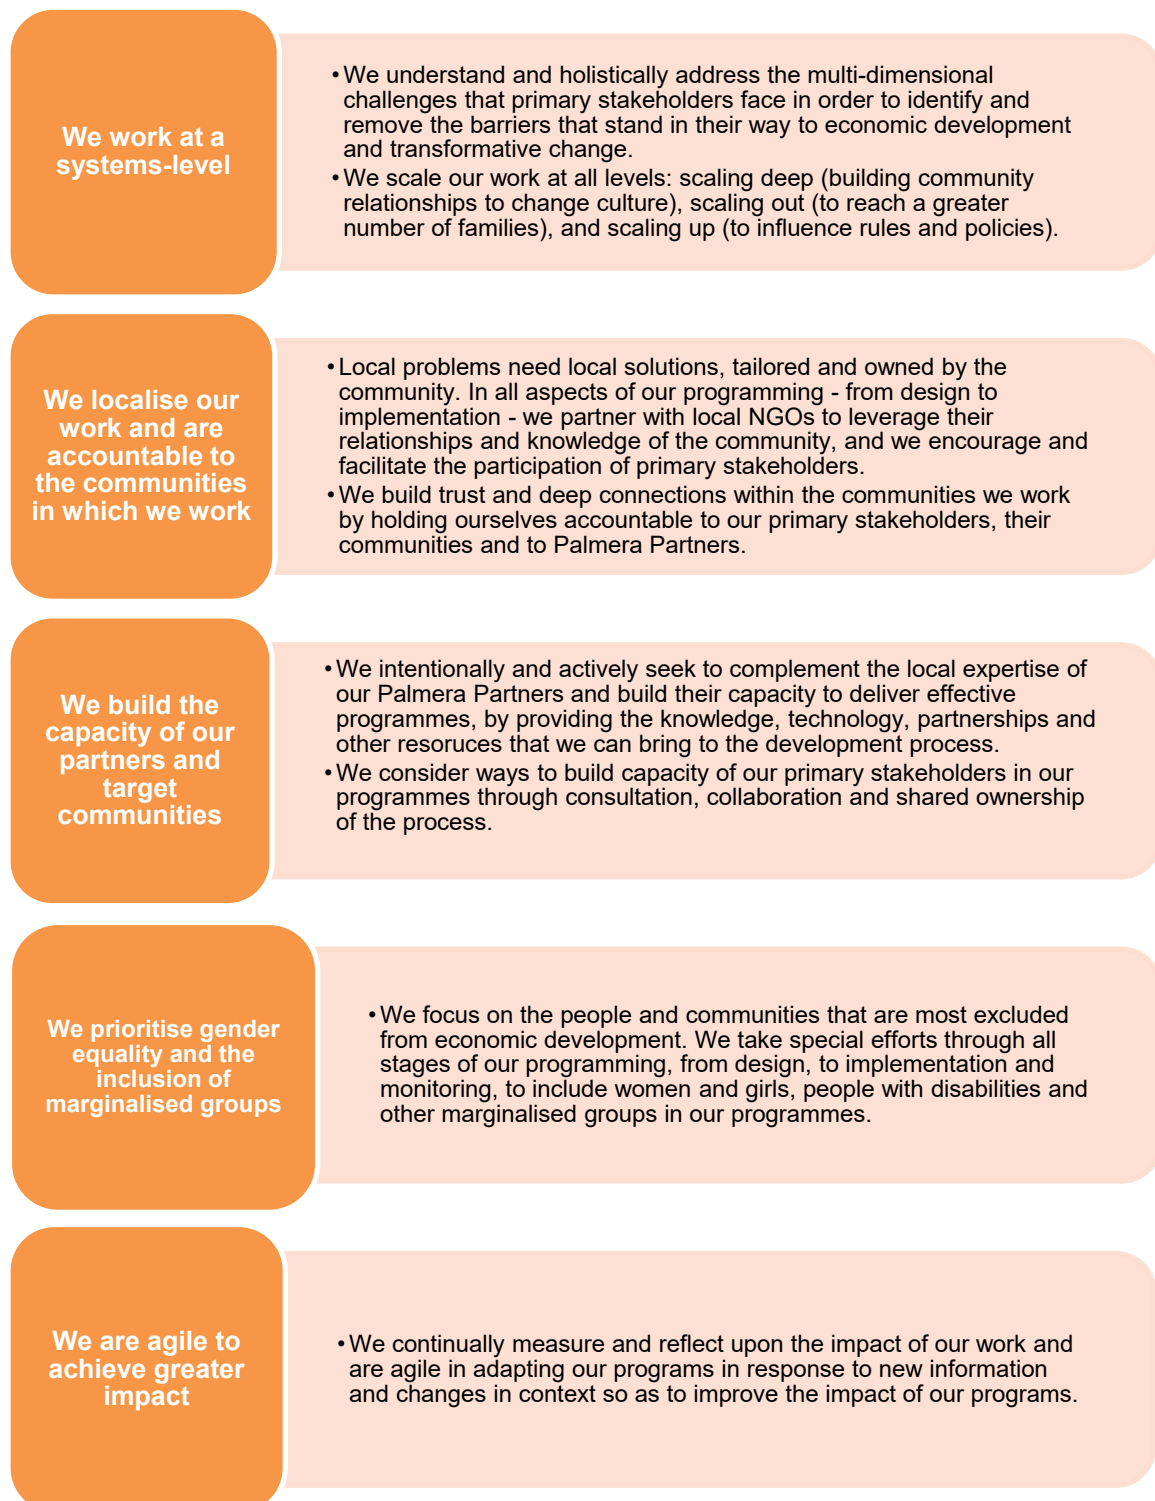 We work at a
systems-level
•We understand and holistically address the multi-dimensional
challenges that primary stakeholders face in order to identify and
remove the barriers that stand in their way to economic development
and transformative change.
•We scale our work at all levels: scaling deep (building community
relationships to change culture), scaling out (to reach a greater
number of families), and scaling up (to influence rules and policies).
We localise our
work and are
accountable to
the communities
in which we work
•Local problems need local solutions, tailored and owned by the
community. In all aspects of our programming - from design to
implementation - we partner with local NGOs to leverage their
relationships and knowledge of the community, and we encourage and
facilitate the participation of primary stakeholders.
•We build trust and deep connections within the communities we work
by holding ourselves accountable to our primary stakeholders, their
communities and to Palmera Partners.
We build the
capacity of our
partners and
target
communities
•We intentionally and actively seek to complement the local expertise of
our Palmera Partners and build their capacity to deliver effective
programmes, by providing the knowledge, technology, partnerships and
other resoruces that we can bring to the development process.
•We consider ways to build capacity of our primary stakeholders in our
programmes through consultation, collaboration and shared ownership
of the process.
We prioritise gender
equality and the
inclusion of
marginalised groups
•We focus on the people and communities that are most excluded
from economic development. We take special efforts through all
stages of our programming, from design, to implementation and
monitoring, to include women and girls, people with disabilities and
other marginalised groups in our programmes.
We are agile to
achieve greater
impact
•We continually measure and reflect upon the impact of our work and
are agile in adapting our programs in response to new information
and changes in context so as to improve the impact of our programs.